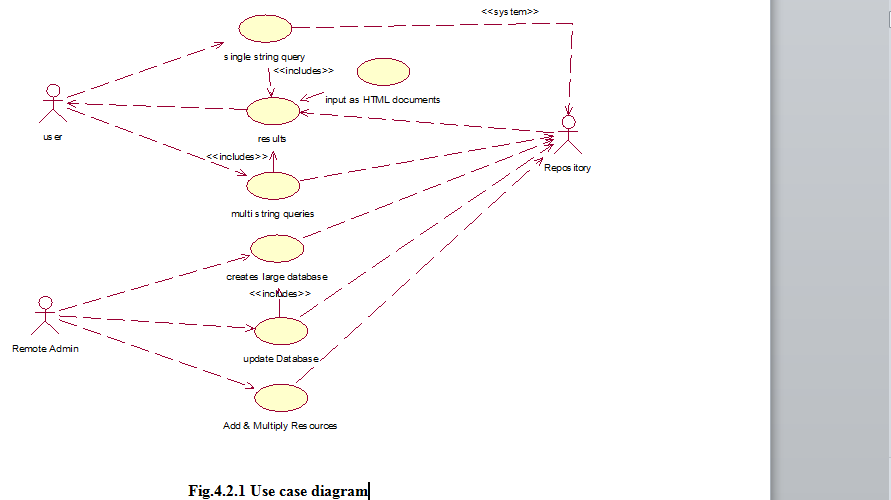 <<system>>
single string query
<<includes>>
input as HTML documents
user
results
<<includes>>
Repository
multi string queries
creates large database
<<includes>>
Remote Admin
update Database
Add & Multiply Resources
Fig.4.2.1 Use case diagram